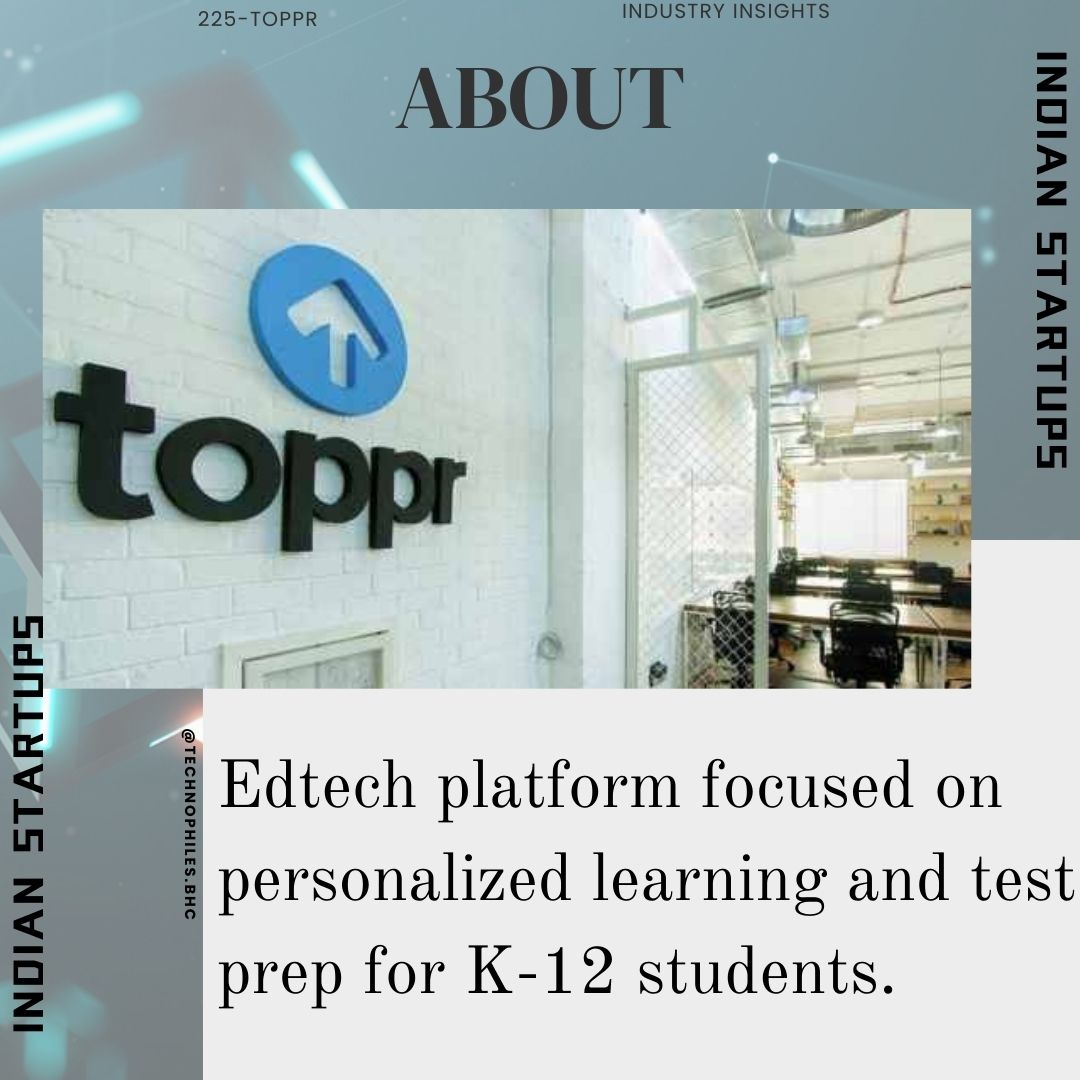 225-TOPPR
INDUSTRY INSIGHTS
ABOUT
INDIAN STARTUPS
toppr
INDIAN STARTUPS
@TECHNOPHILES.BHC
Edtech platform focused on
personalized learning and test
prep for K-12 students.